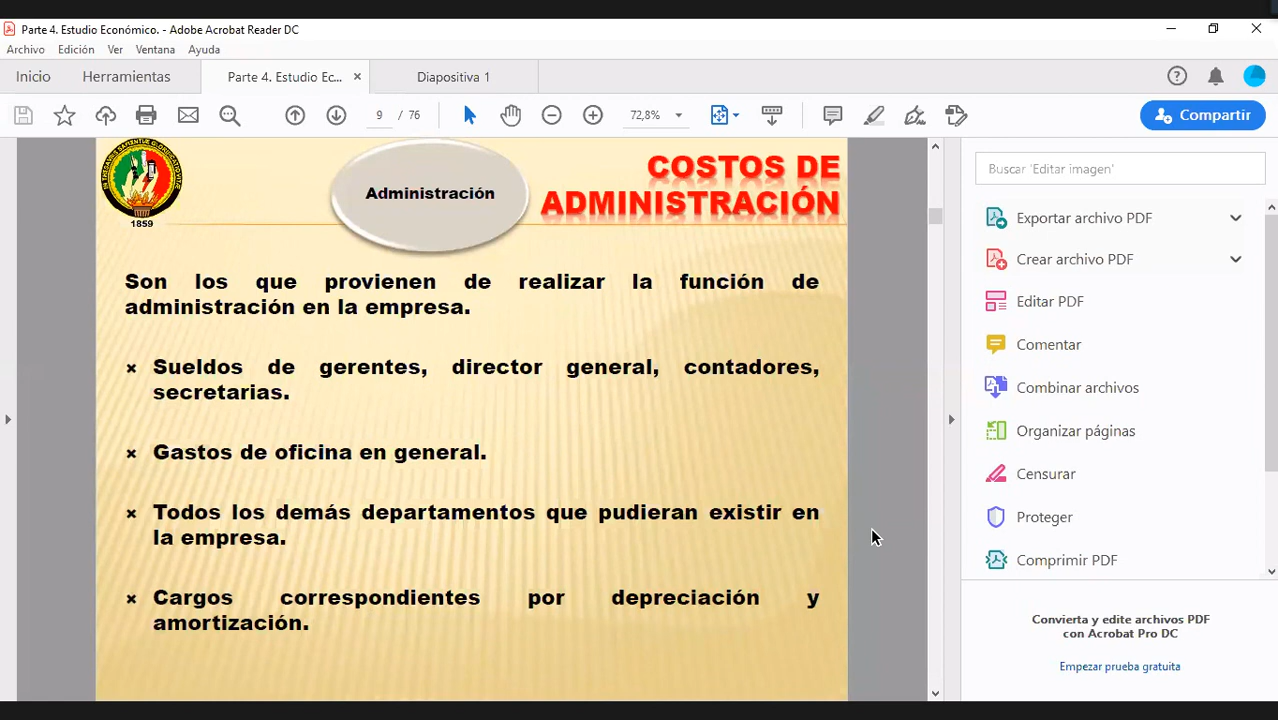 Parte 4. Estudio Económico. - Adobe Acrobat Reader DC
Archivo Edición Ver Ventana Ayuda
Inicio Herramientas Parte 4. Estudio Ec... × Diapositiva 1
9 / 76 72,8% Compartir
COSTOS DE
ADMINISTRACIÓN
Administración
1859
Son los que provienen de realizar la función de
administración en la empresa.
× Sueldos de gerentes, director general, contadores,
secretarias.
× Gastos de oficina en general.
× Todos los demás departamentos que pudieran existir en
la empresa.
× Cargos correspondientes por depreciación y
amortización.
Buscar 'Editar imagen'
Exportar archivo PDF
Crear archivo PDF
Editar PDF
Comentar
Combinar archivos
Organizar páginas
Censurar
Proteger
Comprimir PDF
Convierta y edite archivos PDF
con Acrobat Pro DC
Empezar prueba gratuita